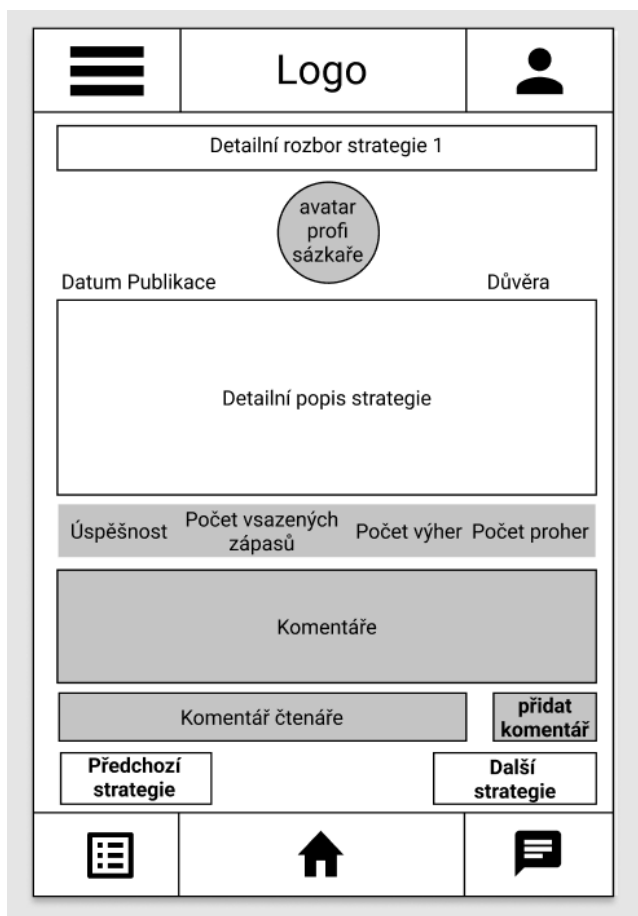 Logo
Detailní rozbor strategie 1
avatar
profi
sázkaře
Datum Publikace
Důvěra
Detailní popis strategie
Úspěšnost
Počet vsazených
zápasů
Počet výher
Počet proher
Komentáře
Komentář čtenáře
přidat
komentář
Předchozí
strategie
Další
strategie